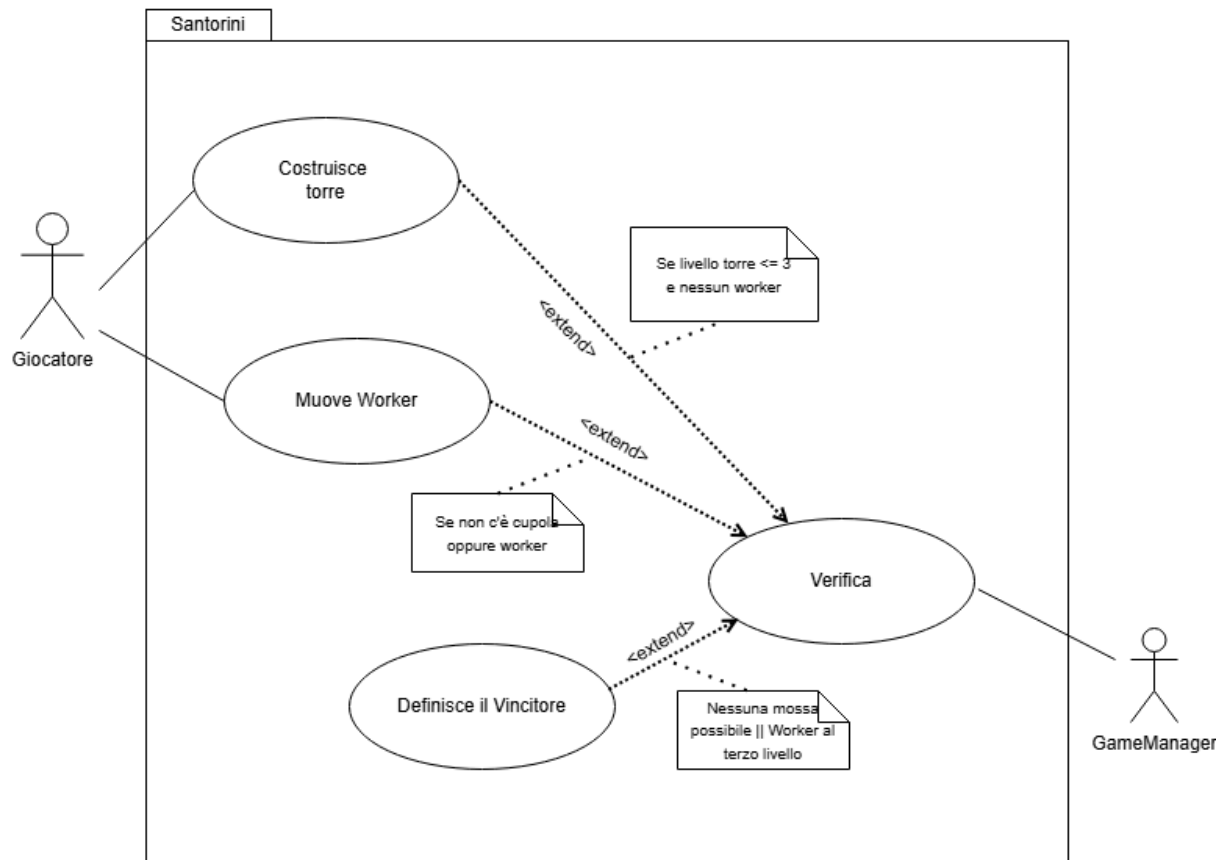 Santorini
Costruisce
torre
Se livello torre <= 3
e nessun worker
<extend>
Giocatore
Muove Worker
<extend>
Se non c'è cupola
oppure worker
Verifica
<extend>
Definisce il Vincitore
Nessuna mossa
possibile || Worker al
terzo livello
GameManager